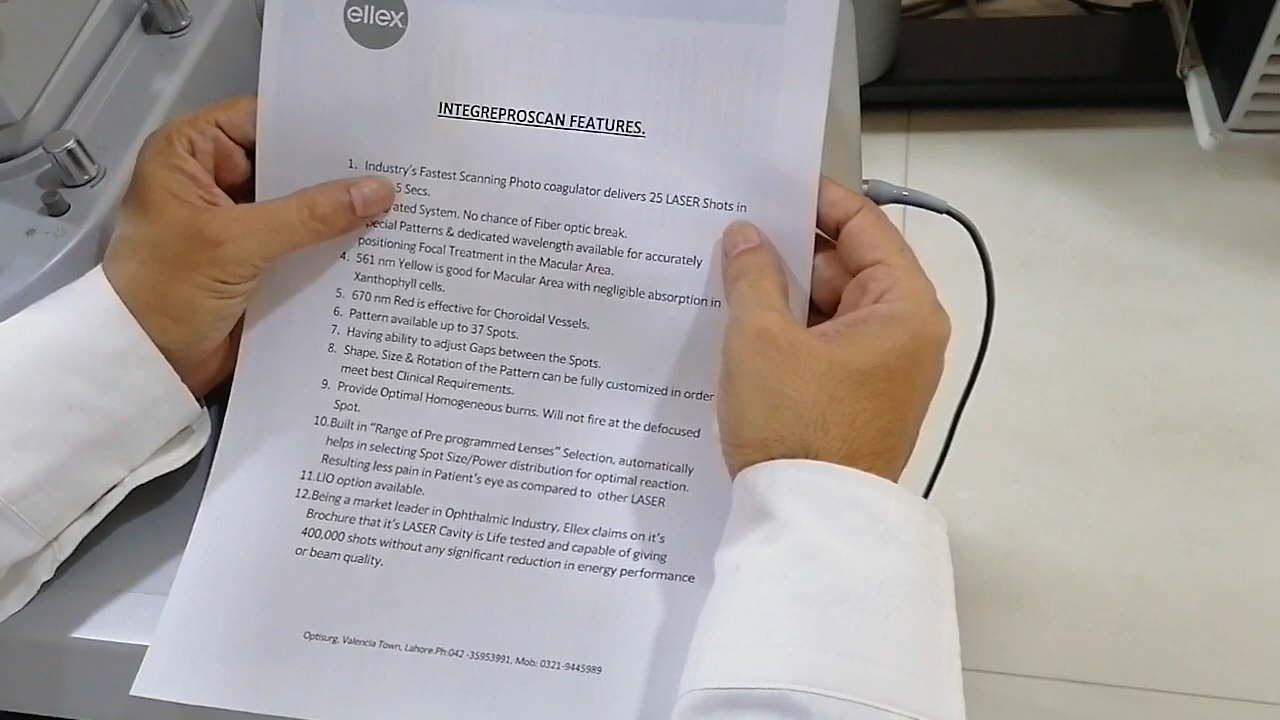 ellex
INTEGREPROSCAN FEATURES.
1. Industry's Fastest Scanning Photo coagulator delivers 25 LASER Shots in
5 Secs.
ated System. No chance of Fiber optic break.
pecial Patterns & dedicated wavelength available for accurately
positioning Focal Treatment in the Macular Area.
4. 561 nm Yellow is good for Macular Area with negligible absorption in
Xanthophyll cells.
5. 670 nm Red is effective for Choroidal Vessels.
6. Pattern available up to 37 Spots.
7. Having ability to adjust Gaps between the Spots.
8. Shape, Size & Rotation of the Pattern can be fully customized in order
meet best Clinical Requirements.
9. Provide Optimal Homogeneous burns. Will not fire at the defocused
Spot.
10.Built in "Range of Pre programmed Lenses" Selection, automatically
helps in selecting Spot Size/Power distribution for optimal reaction.
Resulting less pain in Patient's eye as compared to other LASER
11.LIO option available.
12.Being a market leader in Ophthalmic Industry, Ellex claims on it's
Brochure that it's LASER Cavity is Life tested and capable of giving
400,000 shots without any significant reduction in energy performance
or beam quality.
Optisurg, Valencia Town, Lahore.Ph:042 -35953991, Mob: 0321-9445989